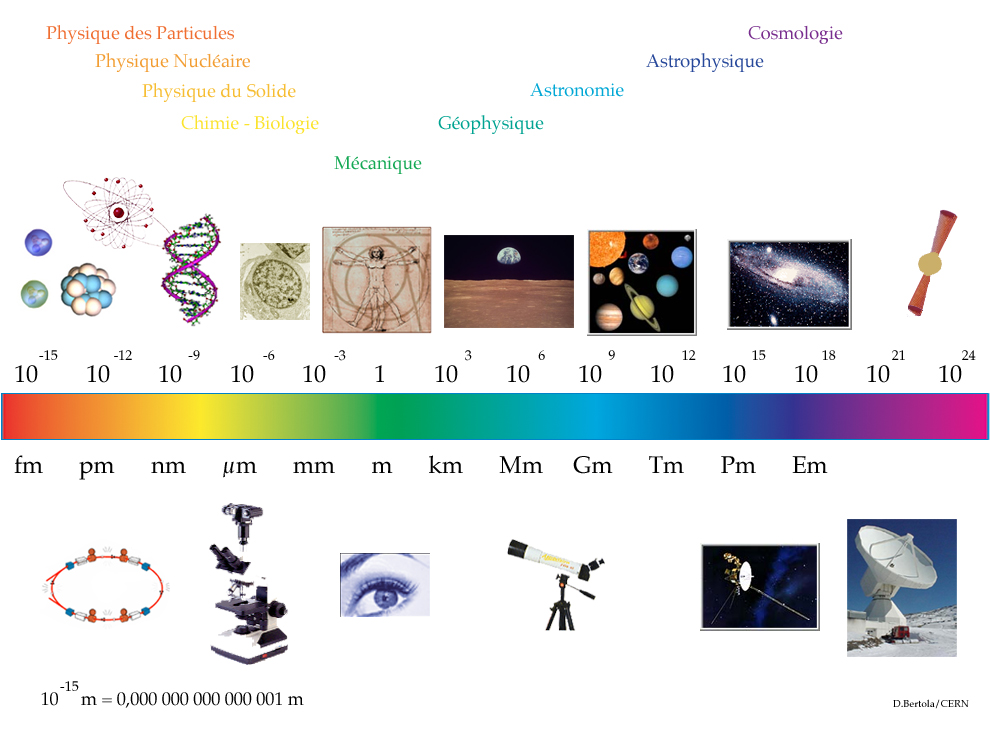 Physique des Particules
Cosmologie
Physique Nucléaire
Astrophysique
Physique du Solide
Astronomie
Chimie - Biologie
Géophysique
Mécanique
10^-15 10^-12 10^-9 10^-6 10^-3 1 10^3 10^6 10^9 10^12 10^15 10^18 10^21 10^24
fm pm nm µm mm m km Mm Gm Tm Pm Em
10^-15 m = 0,000 000 000 000 001 m
D.Bertola/CERN